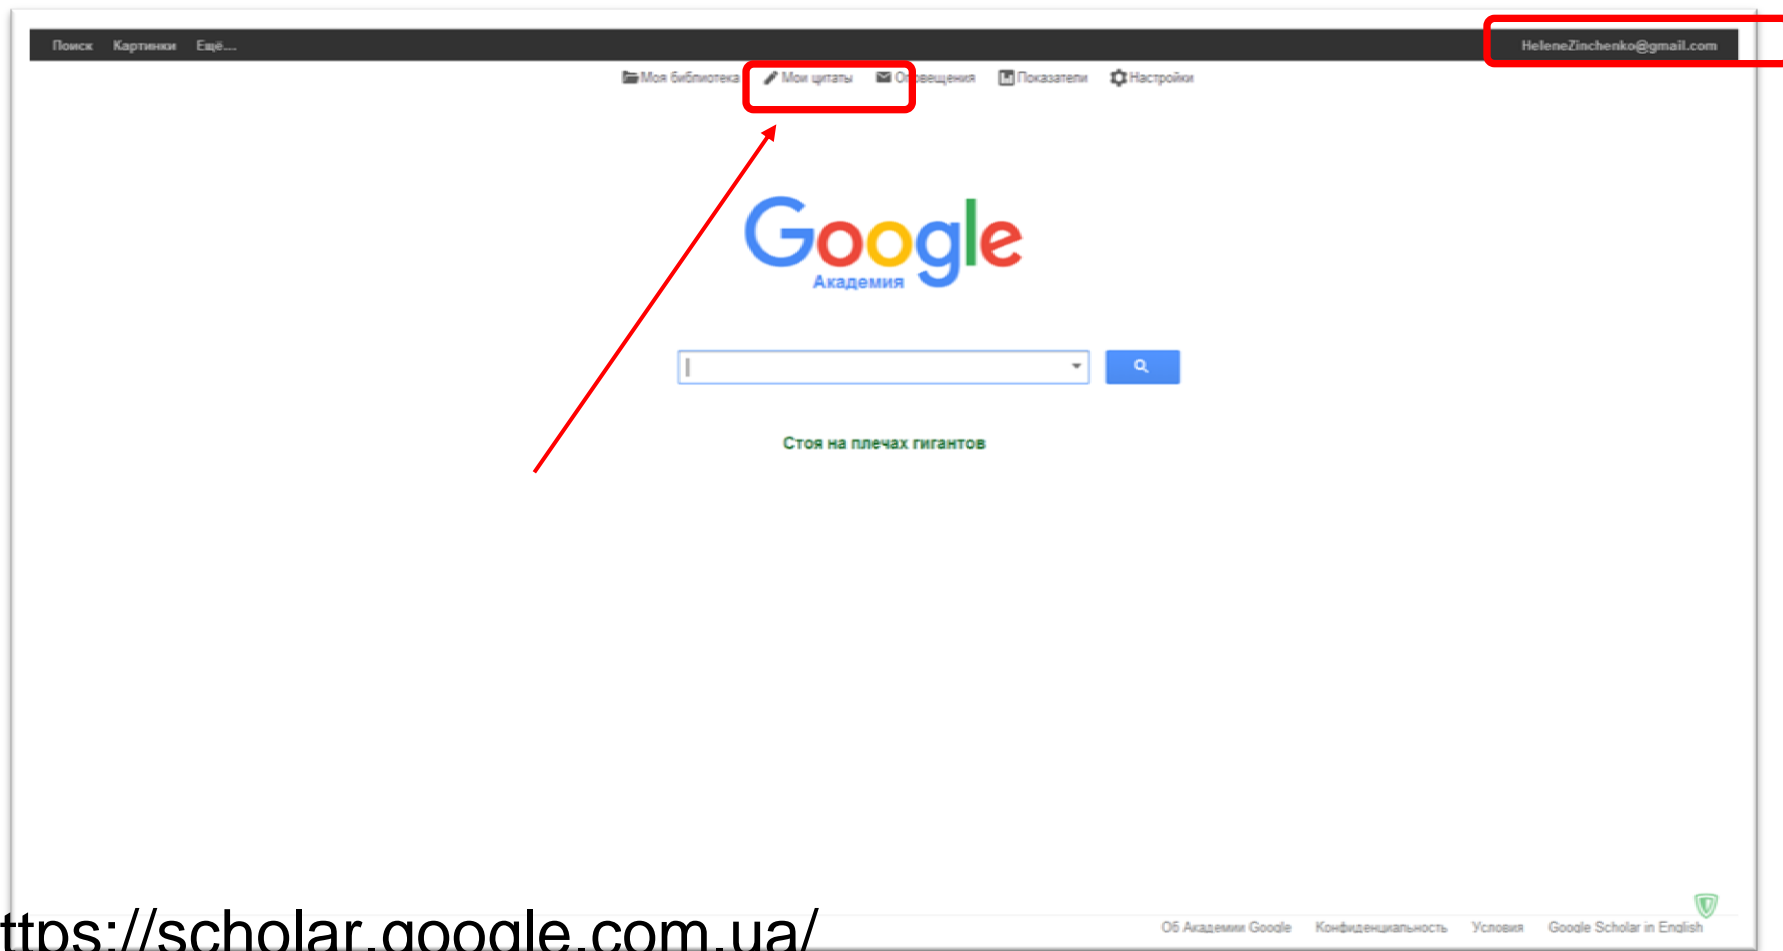 Поиск Картинки Ещё... HeleneZinchenko@gmail.com
Моя библиотека Мои цитаты Оповещения Показатели Настройки
Google
Академия
Стоя на плечах гигантов
ttps://scholar.google.com.ua/
Об Академии Google Конфиденциальность Условия Google Scholar in English